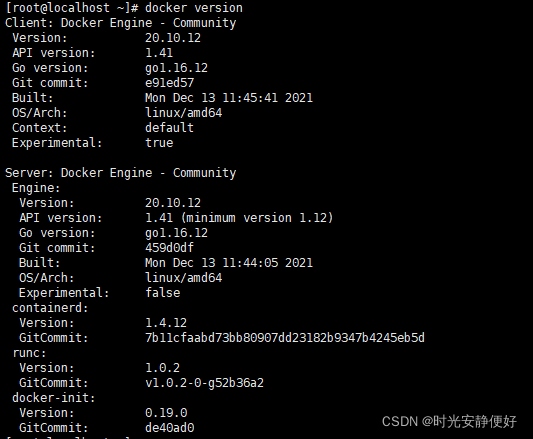 [root@localhost ~]# docker version
Client: Docker Engine - Community
Version: 20.10.12
API version: 1.41
Go version: go1.16.12
Git commit: e91ed57
Built: Mon Dec 13 11:45:41 2021
OS/Arch: linux/amd64
Context: default
Experimental: true
Server: Docker Engine - Community
Engine:
Version: 20.10.12
API version: 1.41 (minimum version 1.12)
Go version: go1.16.12
Git commit: 459d0df
Built: Mon Dec 13 11:44:05 2021
OS/Arch: linux/amd64
Experimental: false
containerd:
Version: 1.4.12
GitCommit: 7b11cfaabd73bb80907dd23182b9347b4245eb5d
runc:
Version: 1.0.2
GitCommit: v1.0.2-0-g52b36a2
docker-init:
Version: 0.19.0
GitCommit: de40ad0
CSDN @时光安静便好